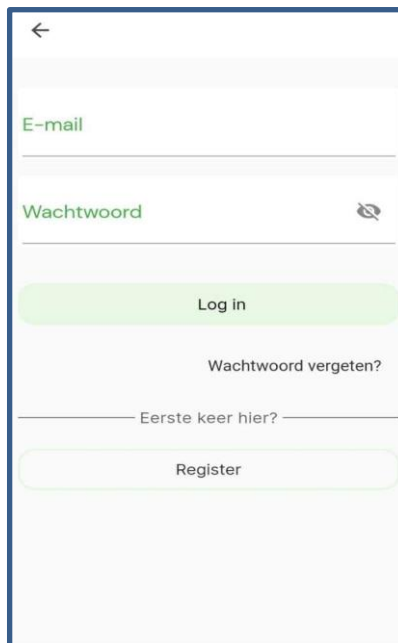 E-mail
Wachtwoord
Log in
Wachtwoord vergeten?
Eerste keer hier?
Register